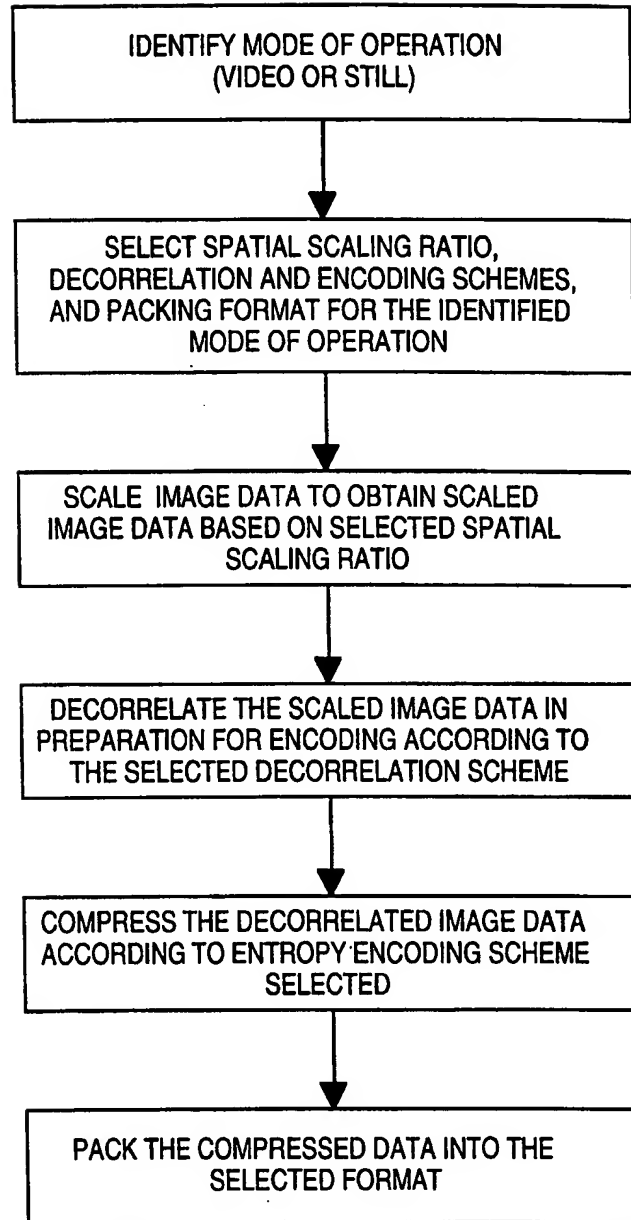 IDENTIFY MODE OF OPERATION
(VIDEO OR STILL)
SELECT SPATIAL SCALING RATIO,
DECORRELATION AND ENCODING SCHEMES,
AND PACKING FORMAT FOR THE IDENTIFIED
MODE OF OPERATION
SCALE IMAGE DATA TO OBTAIN SCALED
IMAGE DATA BASED ON SELECTED SPATIAL
SCALING RATIO
DECORRELATE THE SCALED IMAGE DATA IN
PREPARATION FOR ENCODING ACCORDING TO
THE SELECTED DECORRELATION SCHEME
COMPRESS THE DECORRELATED IMAGE DATA
ACCORDING TO ENTROPY ENCODING SCHEME
SELECTED
PACK THE COMPRESSED DATA INTO THE
SELECTED FORMAT